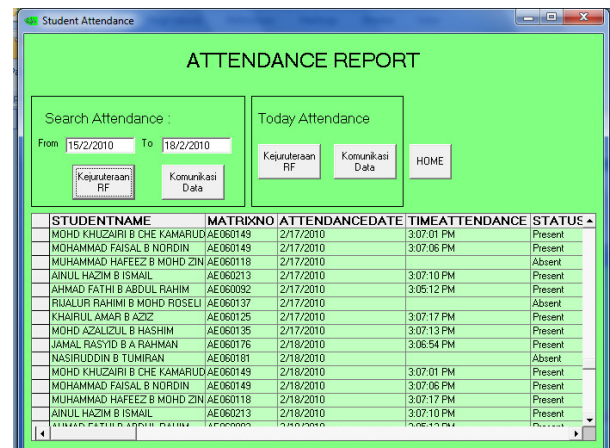 Student Attendance
ATTENDANCE REPORT
Search Attendance :
From 15/2/2010 To 18/2/2010
Kejuruteraan RF
Komunikasi Data
Today Attendance
Kejuruteraan RF
Komunikasi Data
HOME
STUDENTNAME MATRIXNO ATTENDANCEDATE TIMEATTENDANCE STATUS
MOHD KHUZAIRI B CHE KAMARUD AE060149 2/17/2010 3:07:01 PM Present
MOHAMMAD FAISAL B NORDIN AE060149 2/17/2010 3:07:06 PM Present
MUHAMMAD HAFEEZ B MOHD ZIN AE060118 2/17/2010 Absent
AINUL HAZIM B ISMAIL AE060213 2/17/2010 3:07:10 PM Present
AHMAD FATHI B ABDUL RAHIM AE060092 2/17/2010 3:05:12 PM Present
RIJALUR RAHIMI B MOHD ROSELI AE060137 2/17/2010 Absent
KHAIRUL AMAR B AZIZ AE060125 2/17/2010 3:07:17 PM Present
MOHD AZALIZUL B HASHIM AE060135 2/17/2010 3:07:13 PM Present
JAMAL RASYID B A RAHMAN AE060176 2/18/2010 3:06:54 PM Present
NASIRUDDIN B TUMIRAN AE060181 Absent
MOHD KHUZAIRI B CHE KAMARUD AE060149 2/18/2010 3:07:01 PM Present
MOHAMMAD FAISAL B NORDIN AE060149 2/18/2010 3:07:06 PM Present
MUHAMMAD HAFEEZ B MOHD ZIN AE060118 2/18/2010 3:07:17 PM Present
AINUL HAZIM B ISMAIL AE060213 2/18/2010 3:07:10 PM Present